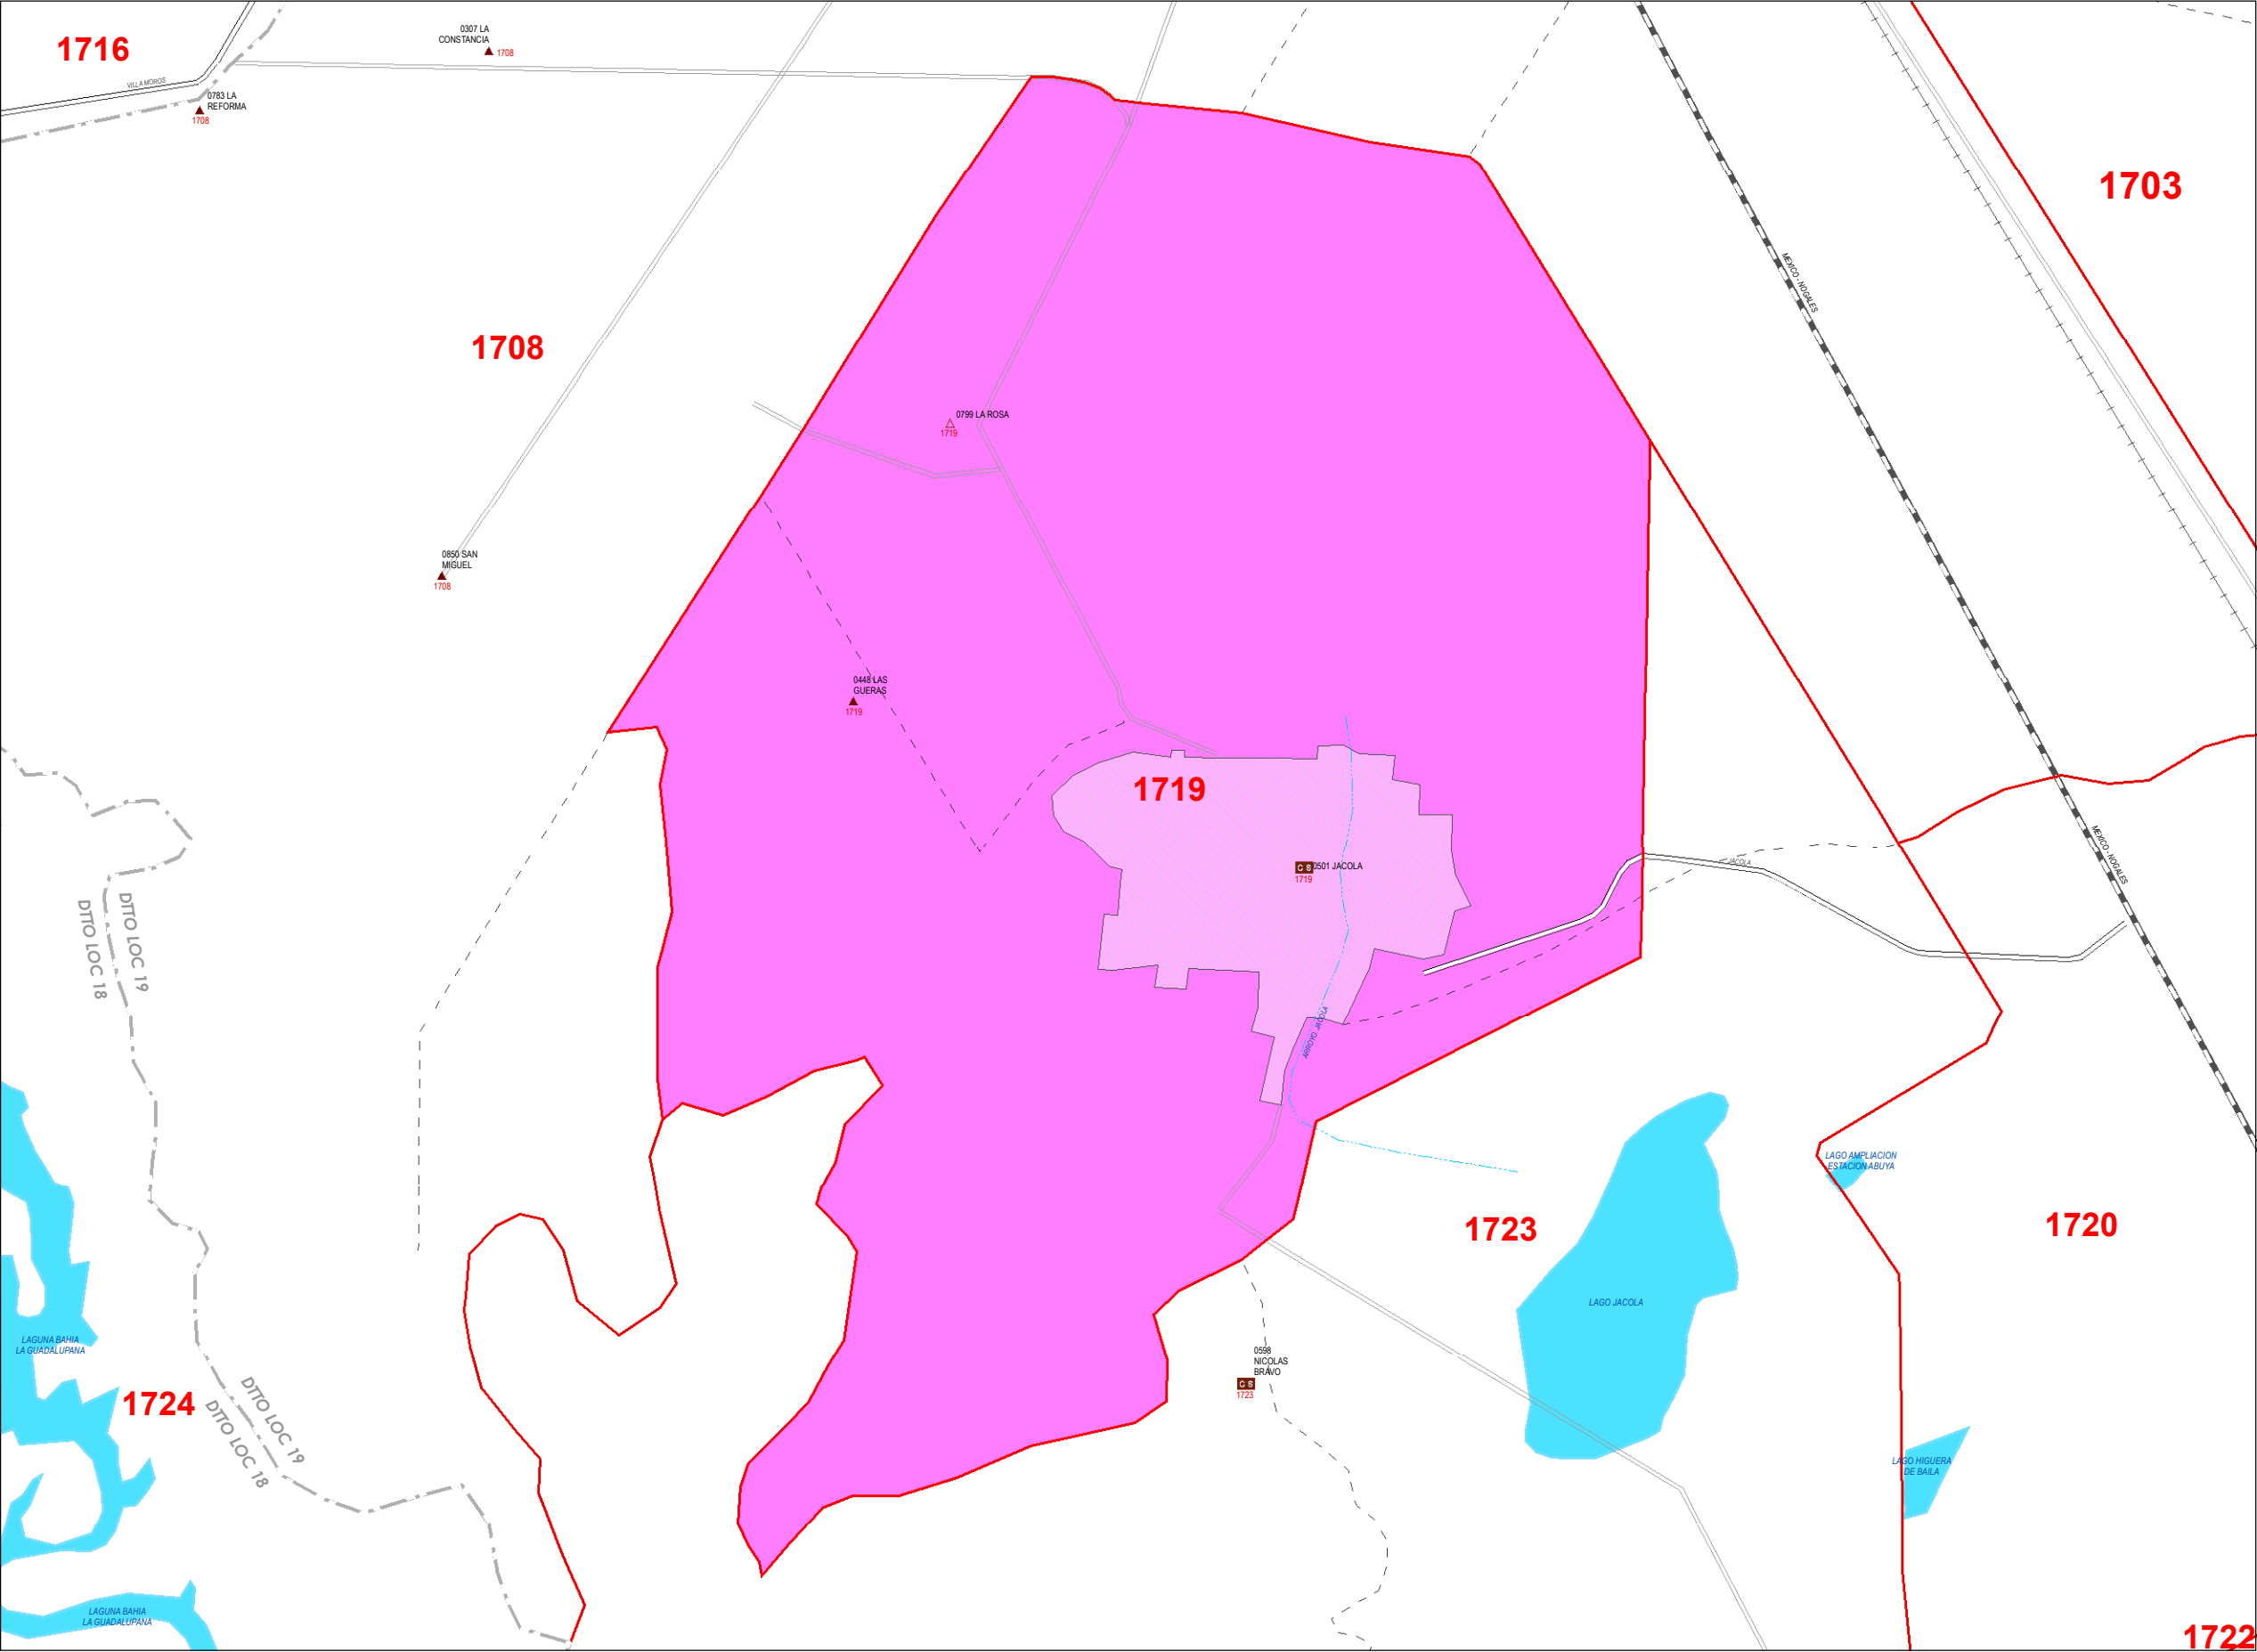 1716
VILLA MOROS
0783 LA
REFORMA
1708
0307 LA
CONSTANCIA
1708
1703
MEXICO - NOGALES
1708
0799 LA ROSA
1719
0850 SAN
MIGUEL
1708
0448 LAS
GUERAS
1719
1719
0501 JACOLA
C S
1719
JACOLA
MEXICO - NOGALES
DTTO LOC 19
DTTO LOC 18
ARROYO JACOLA
LAGO AMPLIACION
ESTACION ABUYA
1723
1720
LAGO JACOLA
LAGUNA BAHIA
LA GUADALUPANA
0598
NICOLAS
BRAVO
C S
1723
1724
DTTO LOC 19
DTTO LOC 18
LAGO HIGUERA
DE BAILA
LAGUNA BAHIA
LA GUADALUPANA
1722